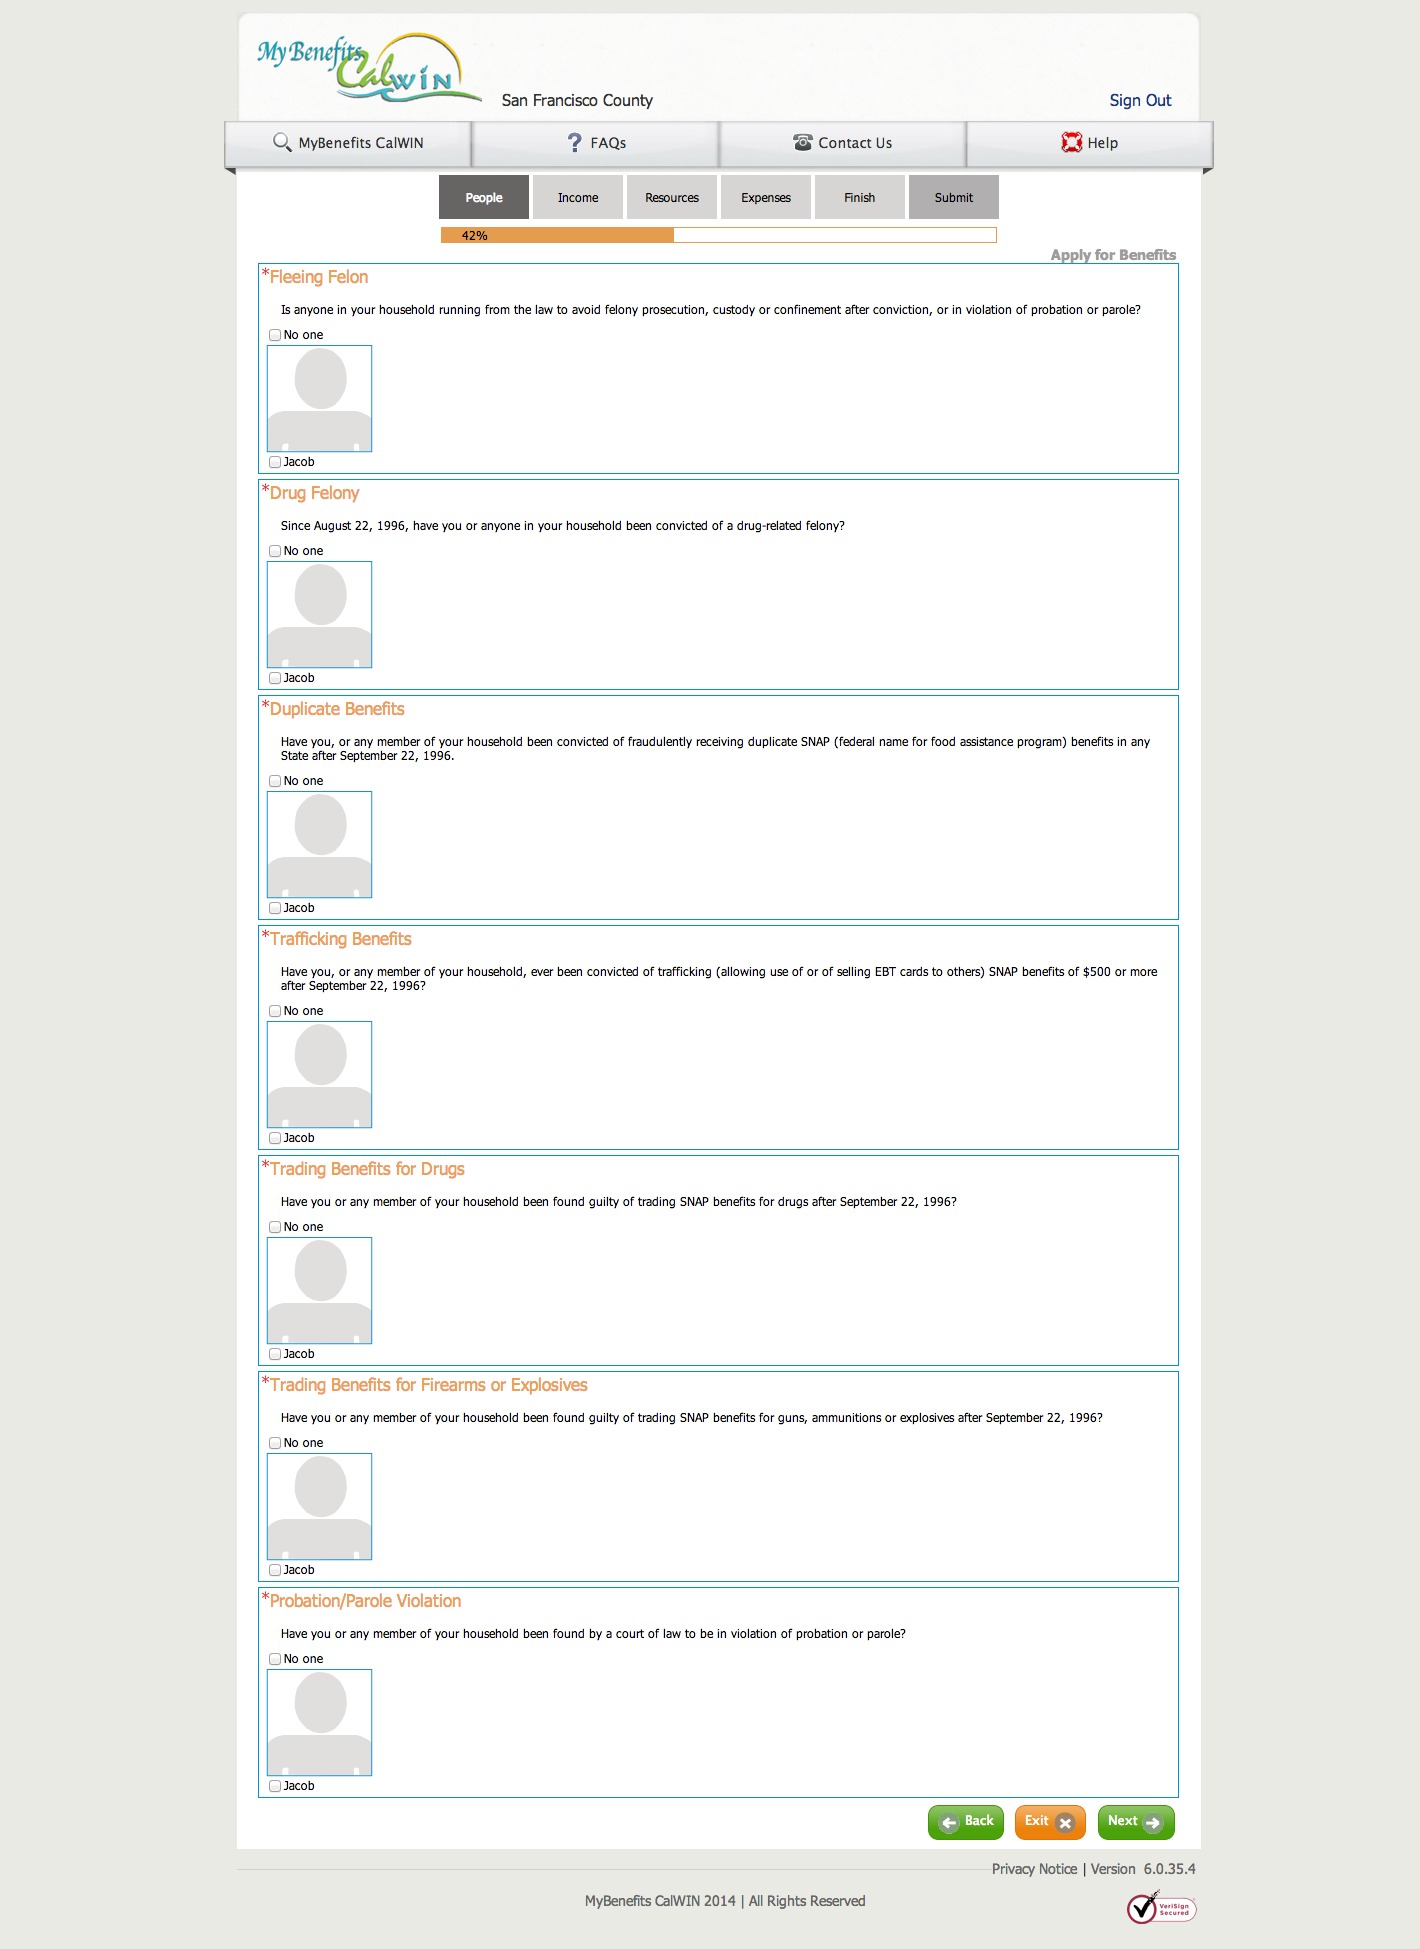 My Benefits CalWIN
San Francisco County
Sign Out
MyBenefits CalWIN
FAQs
Contact Us
Help
People
Income
Resources
Expenses
Finish
Submit
42%
Apply for Benefits
*Fleeing Felon
Is anyone in your household running from the law to avoid felony prosecution, custody or confinement after conviction, or in violation of probation or parole?
No one
Jacob
*Drug Felony
Since August 22, 1996, have you or anyone in your household been convicted of a drug-related felony?
No one
Jacob
*Duplicate Benefits
Have you, or any member of your household been convicted of fraudulently receiving duplicate SNAP (federal name for food assistance program) benefits in any
State after September 22, 1996.
No one
Jacob
*Trafficking Benefits
Have you, or any member of your household, ever been convicted of trafficking (allowing use of or of selling EBT cards to others) SNAP benefits of $500 or more
after September 22, 1996?
No one
Jacob
*Trading Benefits for Drugs
Have you or any member of your household been found guilty of trading SNAP benefits for drugs after September 22, 1996?
No one
Jacob
*Trading Benefits for Firearms or Explosives
Have you or any member of your household been found guilty of trading SNAP benefits for guns, ammunitions or explosives after September 22, 1996?
No one
Jacob
*Probation/Parole Violation
Have you or any member of your household been found by a court of law to be in violation of probation or parole?
No one
Jacob
Back
Exit
Next
Privacy Notice | Version 6.0.35.4
MyBenefits CalWIN 2014 | All Rights Reserved
VeriSign
Secured